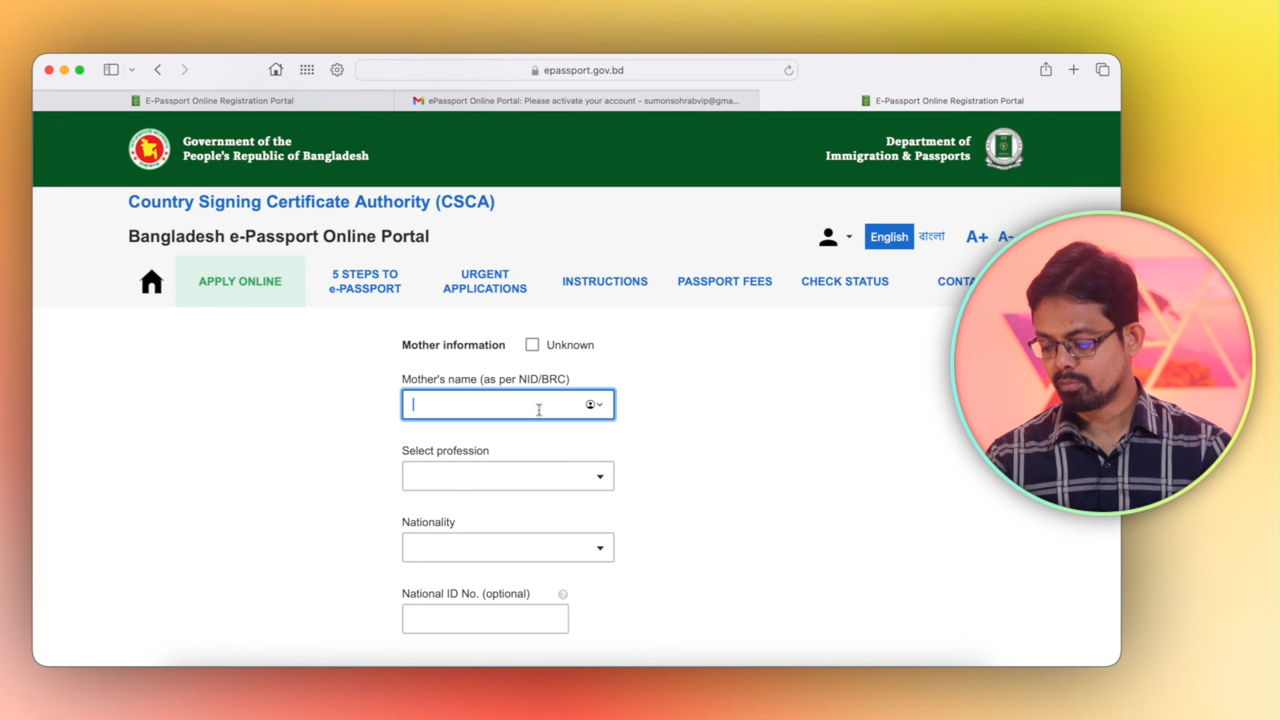 epassport.gov.bd
E-Passport Online Registration Portal
ePassport Online Portal: Please activate your account - sumonsohrabvip@gma...
E-Passport Online Registration Portal
Government of the
People's Republic of Bangladesh
Department of
Immigration & Passports
Country Signing Certificate Authority (CSCA)
Bangladesh e-Passport Online Portal
English
বাংলা
A+
A-
APPLY ONLINE
5 STEPS TO
e-PASSPORT
URGENT
APPLICATIONS
INSTRUCTIONS
PASSPORT FEES
CHECK STATUS
CONTA
Mother information
Unknown
Mother's name (as per NID/BRC)
Select profession
Nationality
National ID No. (optional)
?